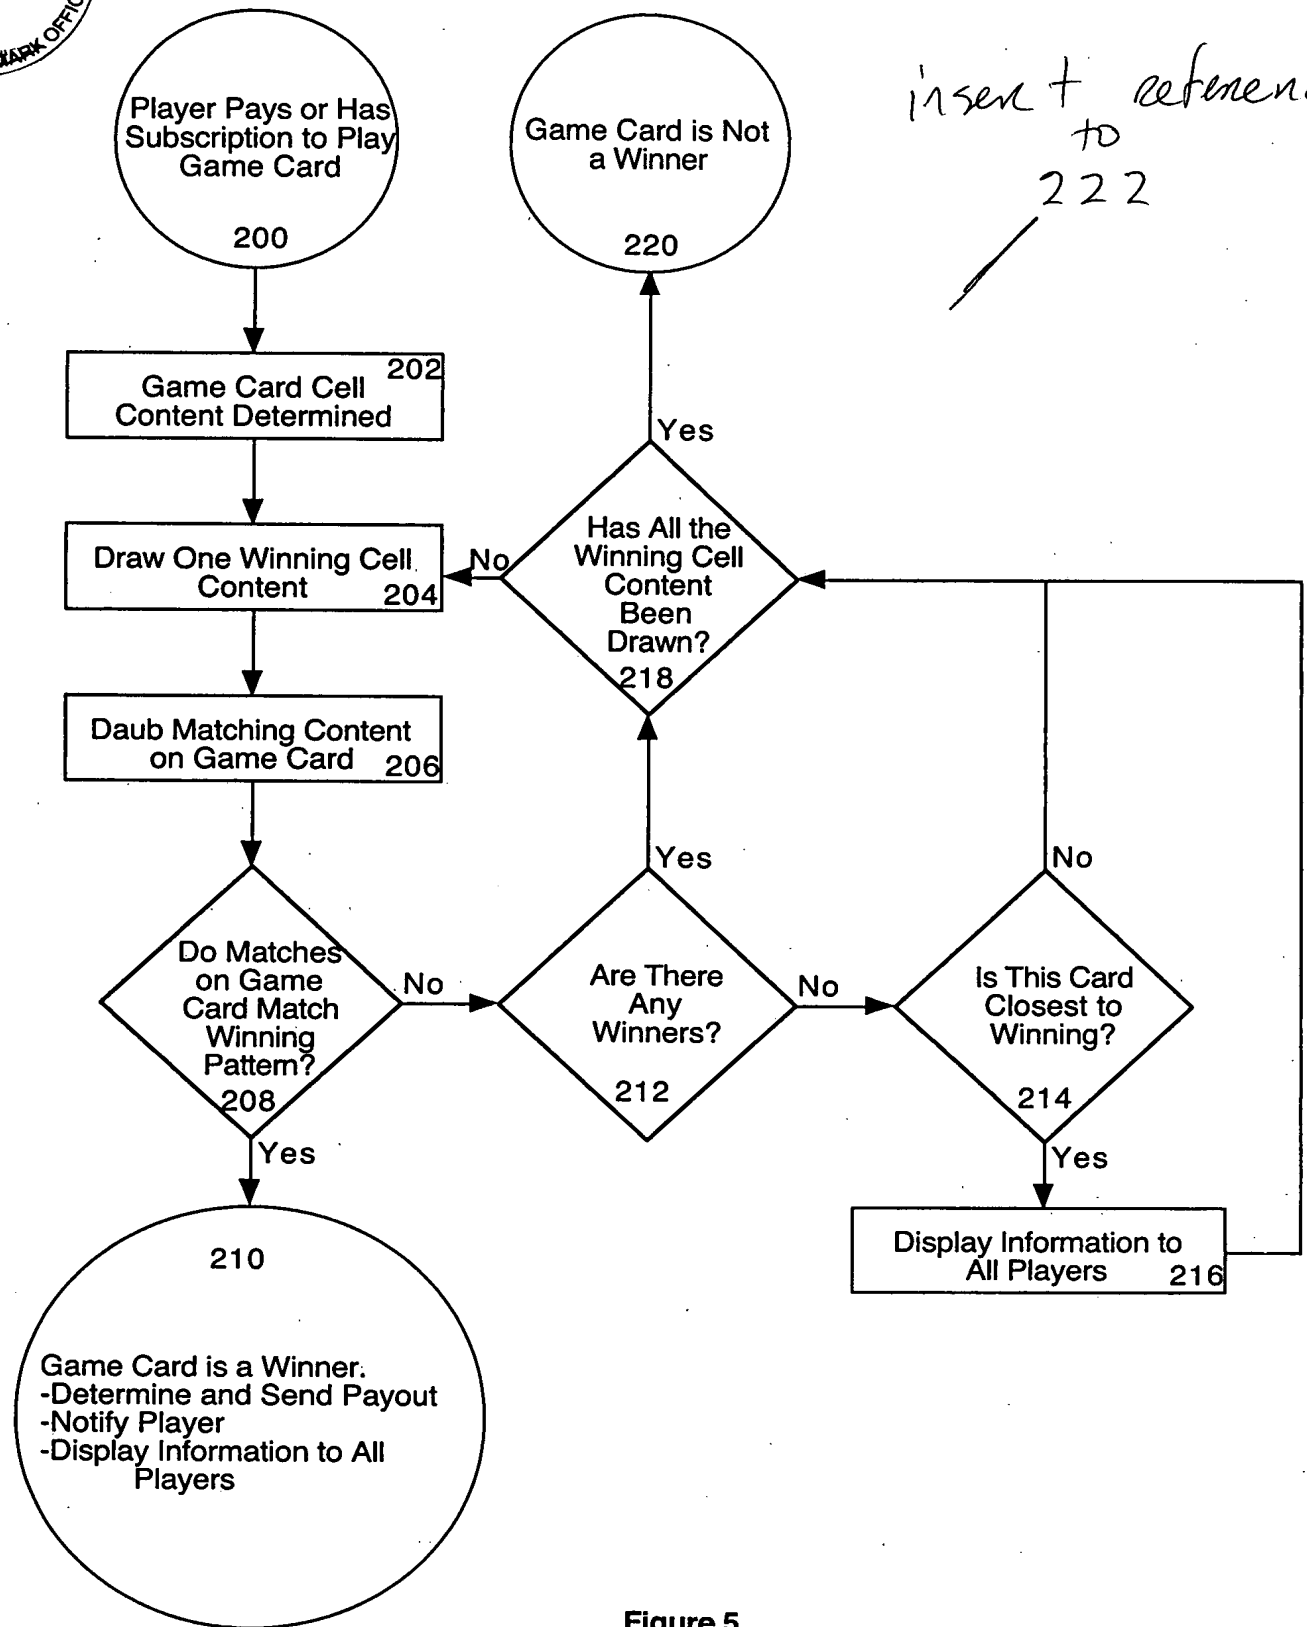 MARK OFFIC
Player Pays or Has
Subscription to Play
Game Card
200
Game Card is Not
a Winner
220
insert referen
to
222
202
Game Card Cell
Content Determined
Yes
Draw One Winning Cell
Content
204
No
Has All the
Winning Cell
Content
Been
Drawn?
218
Daub Matching Content
on Game Card
206
Yes
No
Do Matches
on Game
Card Match
Winning
Pattern?
208
No
Are There
Any
Winners?
212
No
Is This Card
Closest to
Winning?
214
Yes
Yes
Display Information to
All Players
216
210
Game Card is a Winner:
-Determine and Send Payout
-Notify Player
-Display Information to All
Players
Figure 5